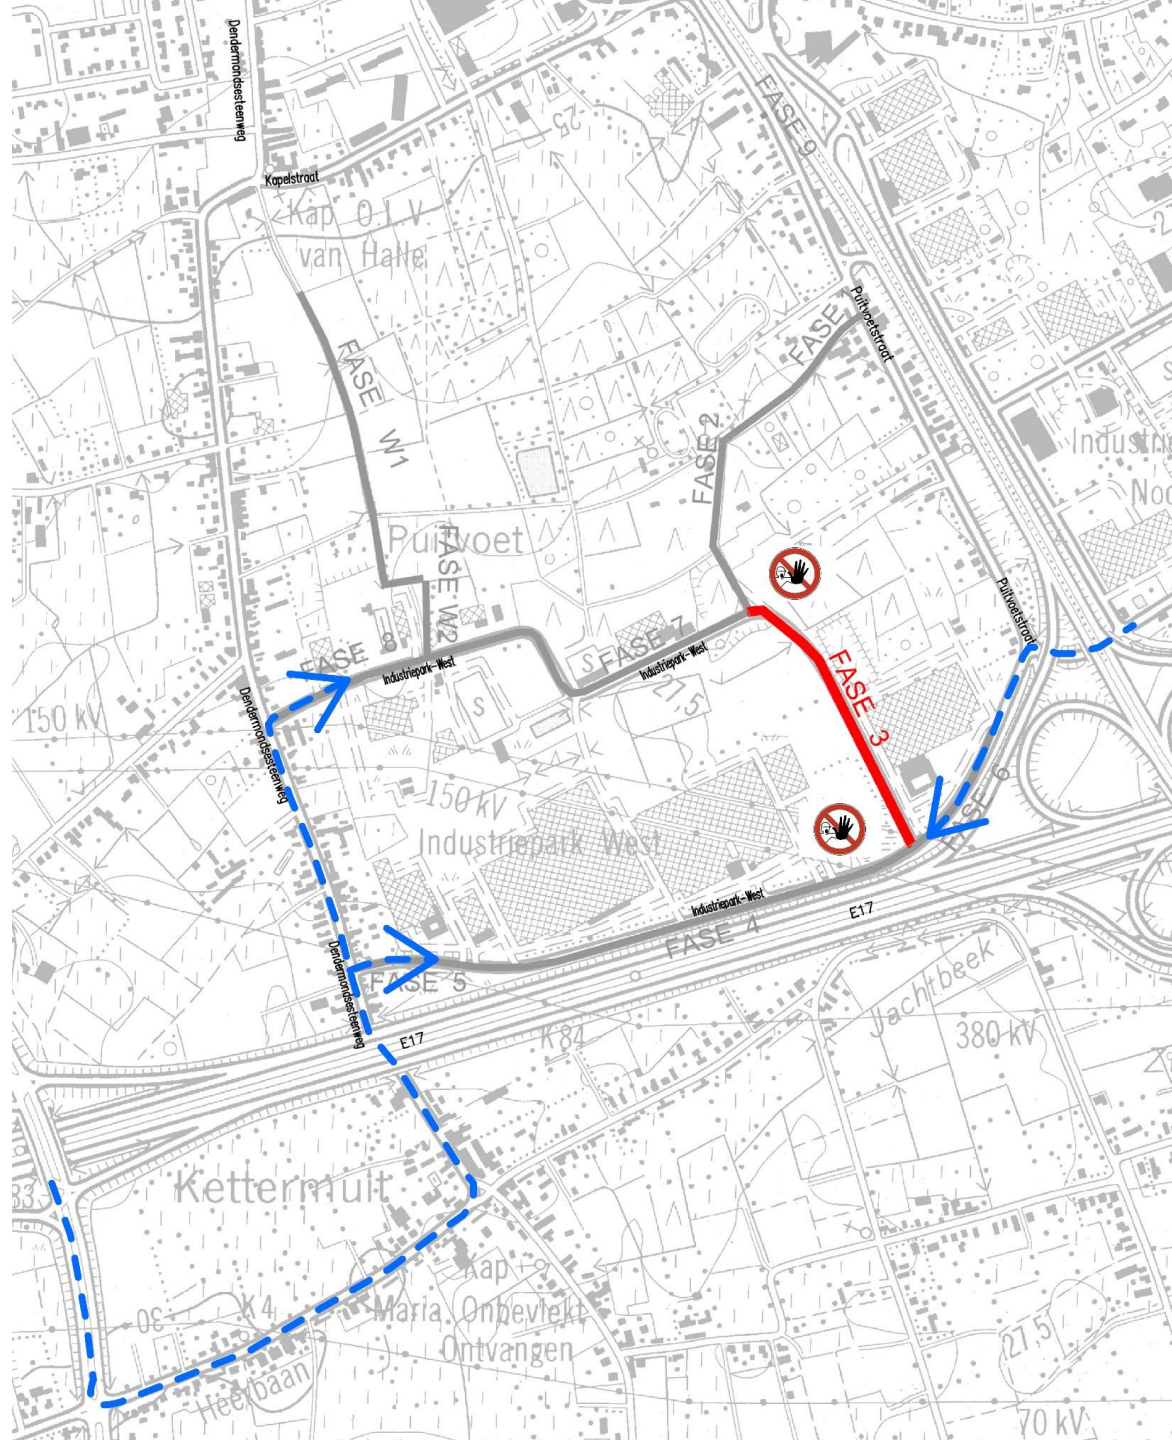 Dendermondsesteenweg
FASE 9
25
Kapelstraat
Kap. O.L.V.
van Halle
Puitvoetstraat
FASE
FASE
W1
FASE 2
Industri
Noo
Puitvoet
FASE W2
Puitvoetstraat
FASE 8
Industriepark-West
S
FASE 7
Industriepark-West
27,5
FASE 3
150 kV
Dendermondsesteenweg
S
150 kV
Industriepark West
FASE 6
Industriepark-West
E17
FASE 4
Dendermondsesteenweg
FASE 5
Jachtbeek
E17
K84
380 kV
Kettermuit
33
Kap
Maria Onbevlekt
Ontvangen
30
K4
Heerbaan
27 5
70 kV